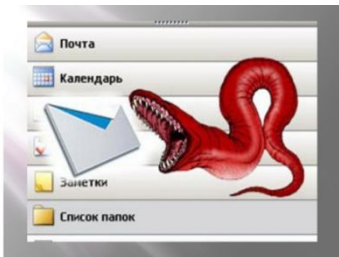 Почта
Календарь
Заметки
Список папок